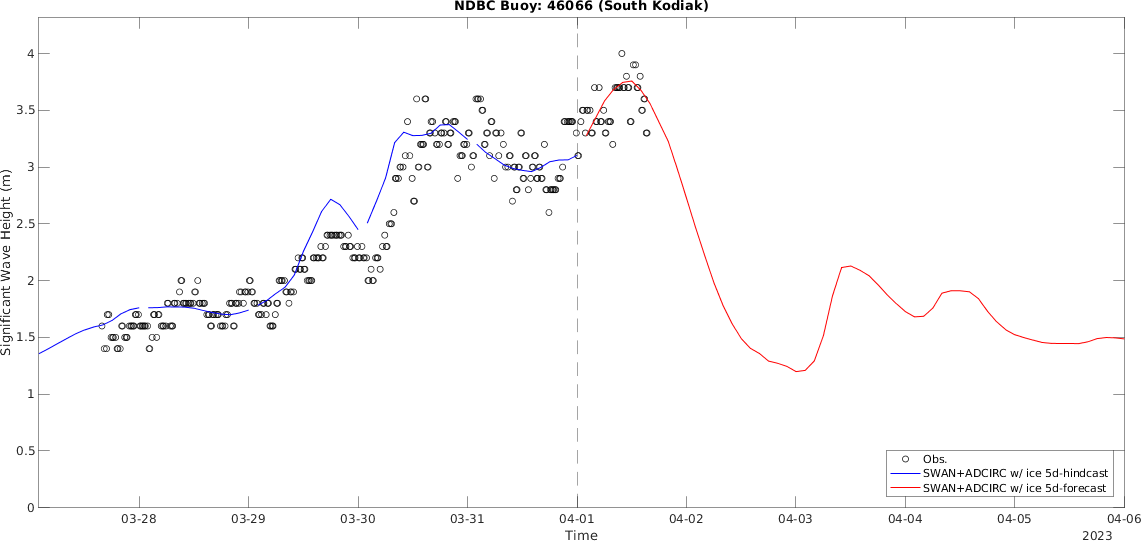 NDBC Buoy: 46066 (South Kodiak)
Significant Wave Height (m)
4
3.5
3
2.5
2
1.5
1
0.5
0
03-28 03-29 03-30 03-31 04-01 04-02 04-03 04-04 04-05 04-06
Time
2023
Obs.
SWAN+ADCIRC w/ ice 5d-hindcast
SWAN+ADCIRC w/ ice 5d-forecast